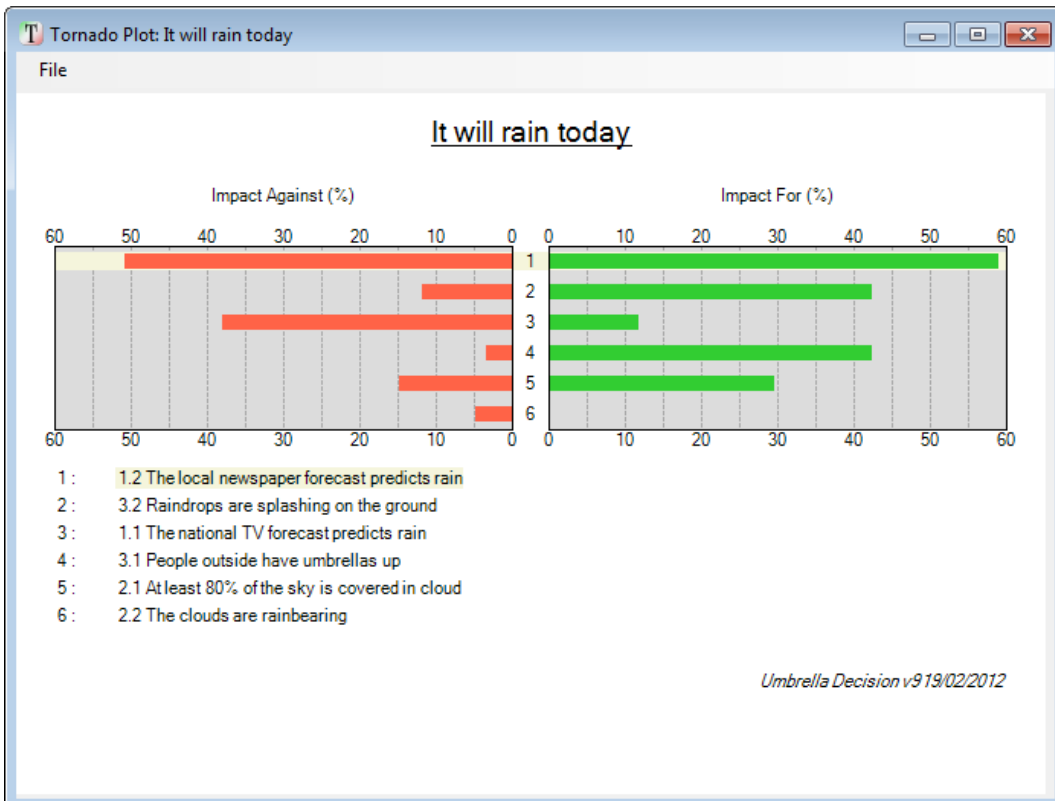 Tornado Plot: It will rain today
File
It will rain today
Impact Against (%) Impact For (%)
60 50 40 30 20 10 0 0 10 20 30 40 50 60
1
2
3
4
5
6
60 50 40 30 20 10 0 0 10 20 30 40 50 60
1 : 1.2 The local newspaper forecast predicts rain
2 : 3.2 Raindrops are splashing on the ground
3 : 1.1 The national TV forecast predicts rain
4 : 3.1 People outside have umbrellas up
5 : 2.1 At least 80% of the sky is covered in cloud
6 : 2.2 The clouds are rainbearing
Umbrella Decision v9 19/02/2012